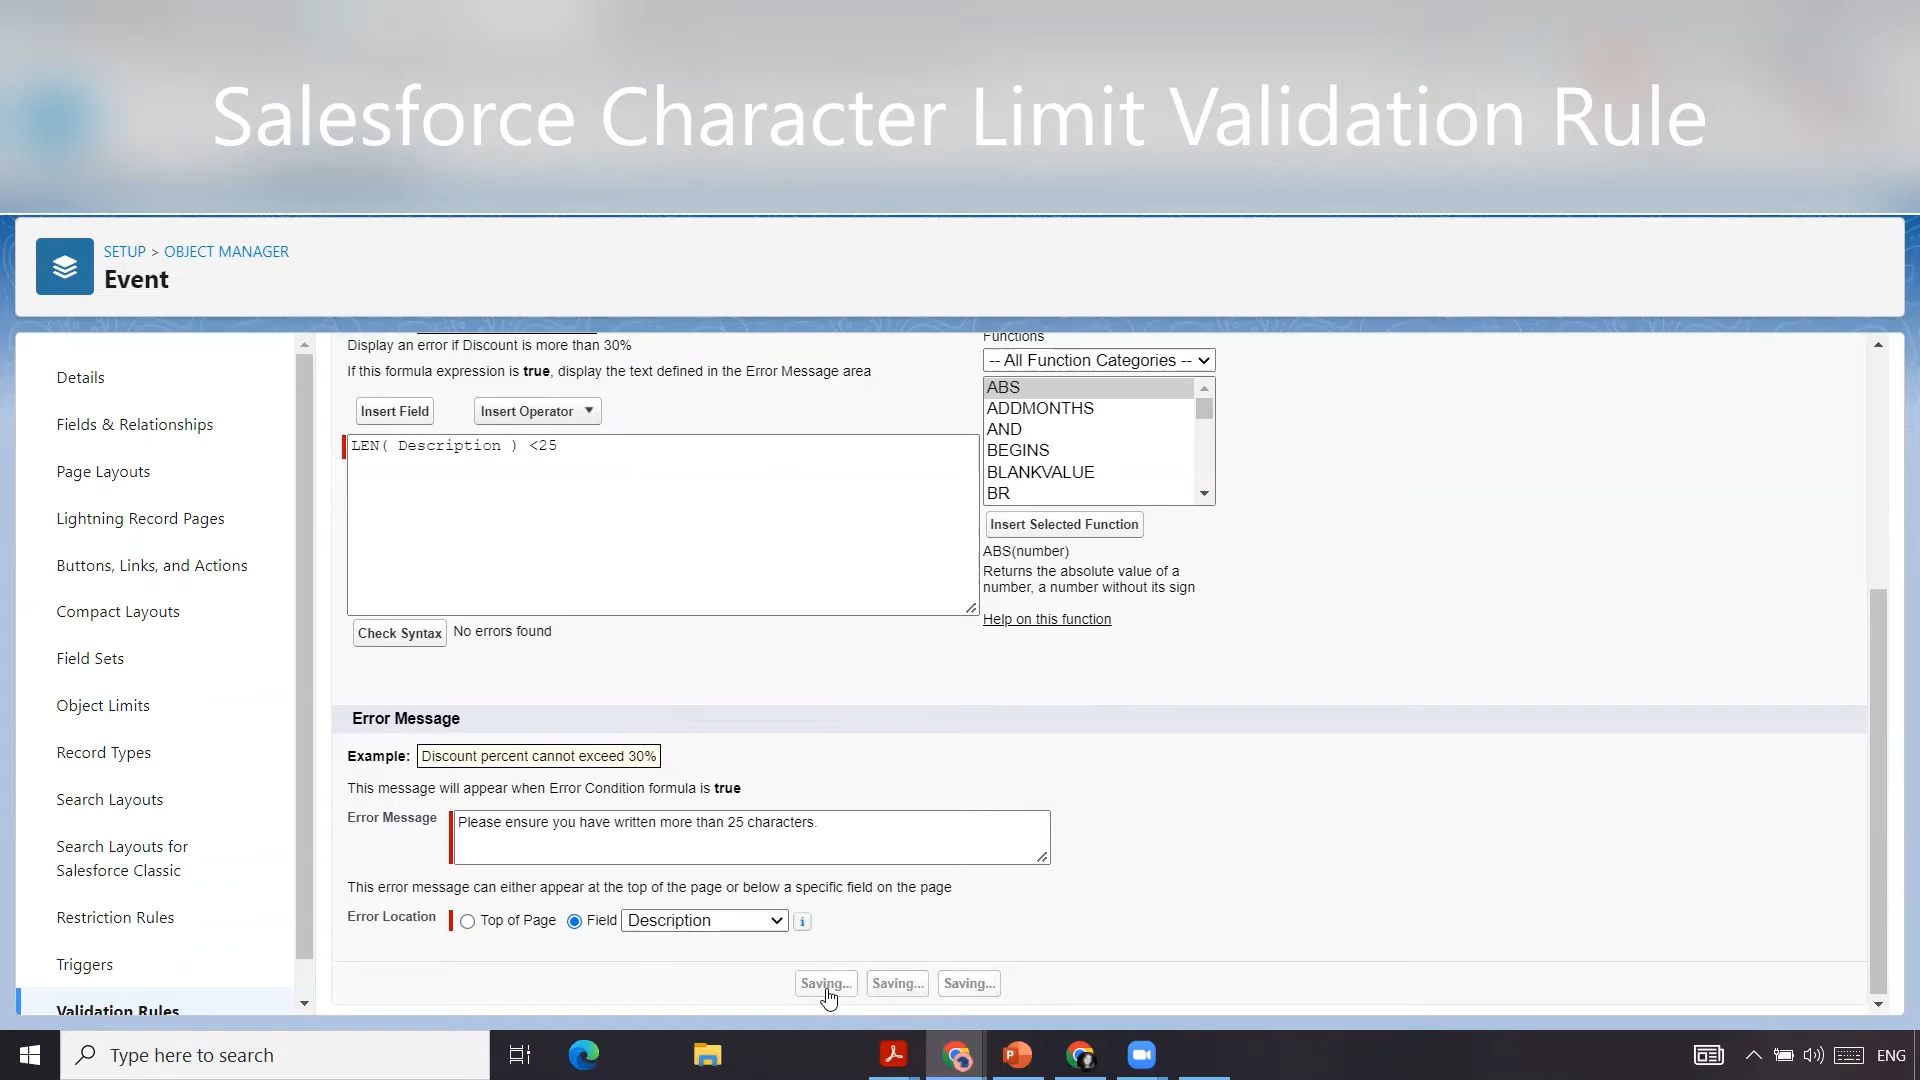 Salesforce Character Limit Validation Rule
SETUP > OBJECT MANAGER
Event
Details
Fields & Relationships
Page Layouts
Lightning Record Pages
Buttons, Links, and Actions
Compact Layouts
Field Sets
Object Limits
Record Types
Search Layouts
Search Layouts for
Salesforce Classic
Restriction Rules
Triggers
Validation Rules
Display an error if Discount is more than 30%
If this formula expression is true, display the text defined in the Error Message area
Insert Field
Insert Operator
LEN( Description ) <25
Check Syntax
No errors found
Functions
-- All Function Categories --
ABS
ADDMONTHS
AND
BEGINS
BLANKVALUE
BR
Insert Selected Function
ABS(number)
Returns the absolute value of a
number, a number without its sign
Help on this function
Error Message
Example: Discount percent cannot exceed 30%
This message will appear when Error Condition formula is true
Error Message
Please ensure you have written more than 25 characters.
This error message can either appear at the top of the page or below a specific field on the page
Error Location Top of Page Field Description i
Saving... Saving... Saving...
Type here to search
ENG